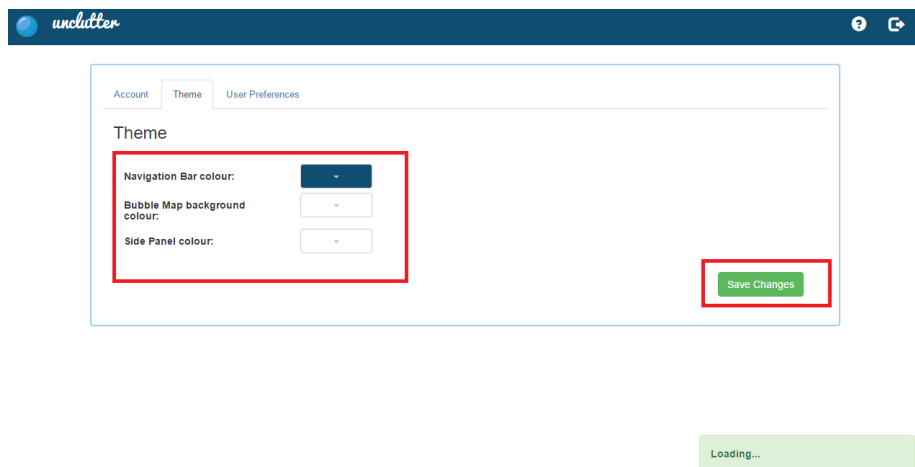 unclutter
Account Theme User Preferences
Theme
Navigation Bar colour:
Bubble Map background
colour:
Side Panel colour:
Save Changes
Loading...